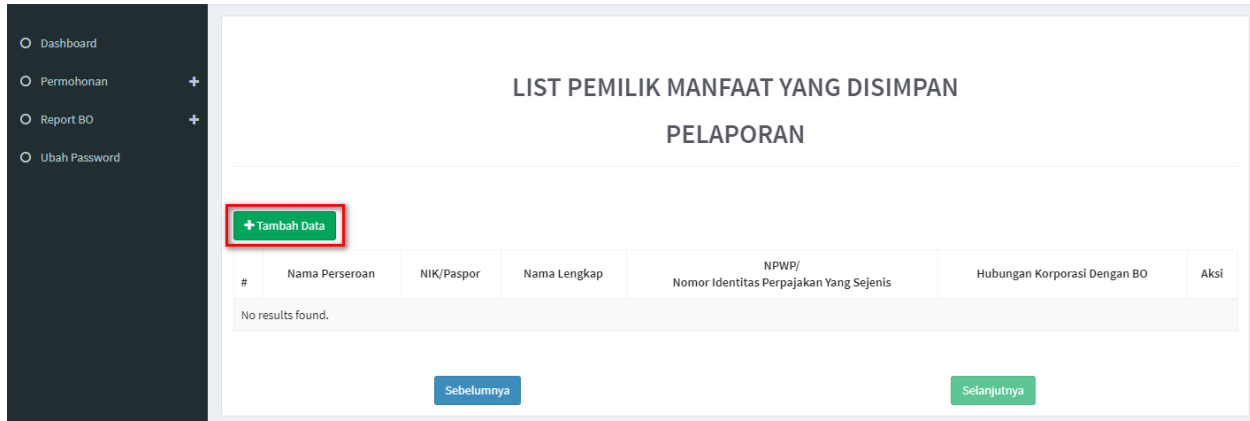 Dashboard
Permohonan
Report BO
Ubah Password
LIST PEMILIK MANFAAT YANG DISIMPAN
PELAPORAN
Tambah Data
# Nama Perseroan NIK/Paspor Nama Lengkap NPWP/
Nomor Identitas Perpajakan Yang Sejenis Hubungan Korporasi Dengan BO Aksi
No results found.
Sebelumnya Selanjutnya